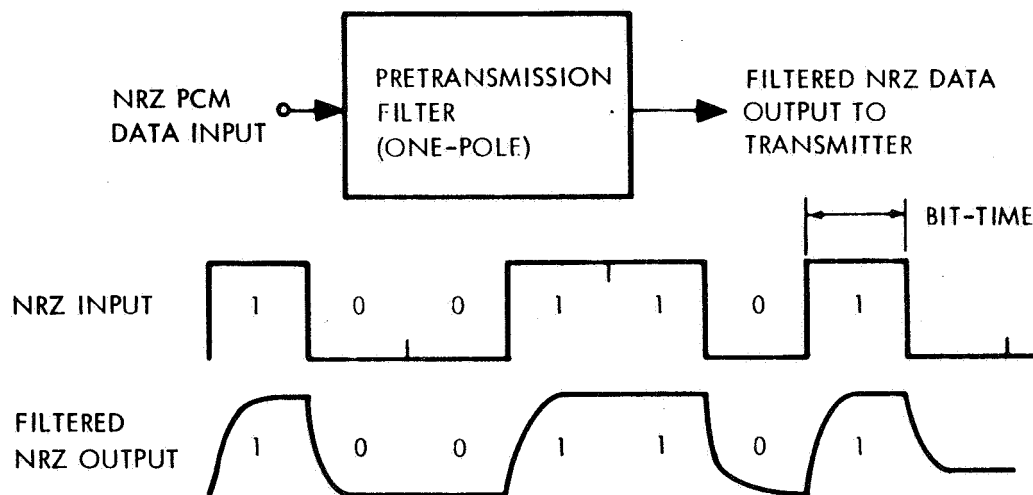 NRZ PCM
DATA INPUT
PRETRANSMISSION
FILTER
(ONE-POLE)
FILTERED NRZ DATA
OUTPUT TO
TRANSMITTER
BIT-TIME
NRZ INPUT
1 0 0 1 1 0 1
FILTERED
NRZ OUTPUT
1 0 0 1 1 0 1